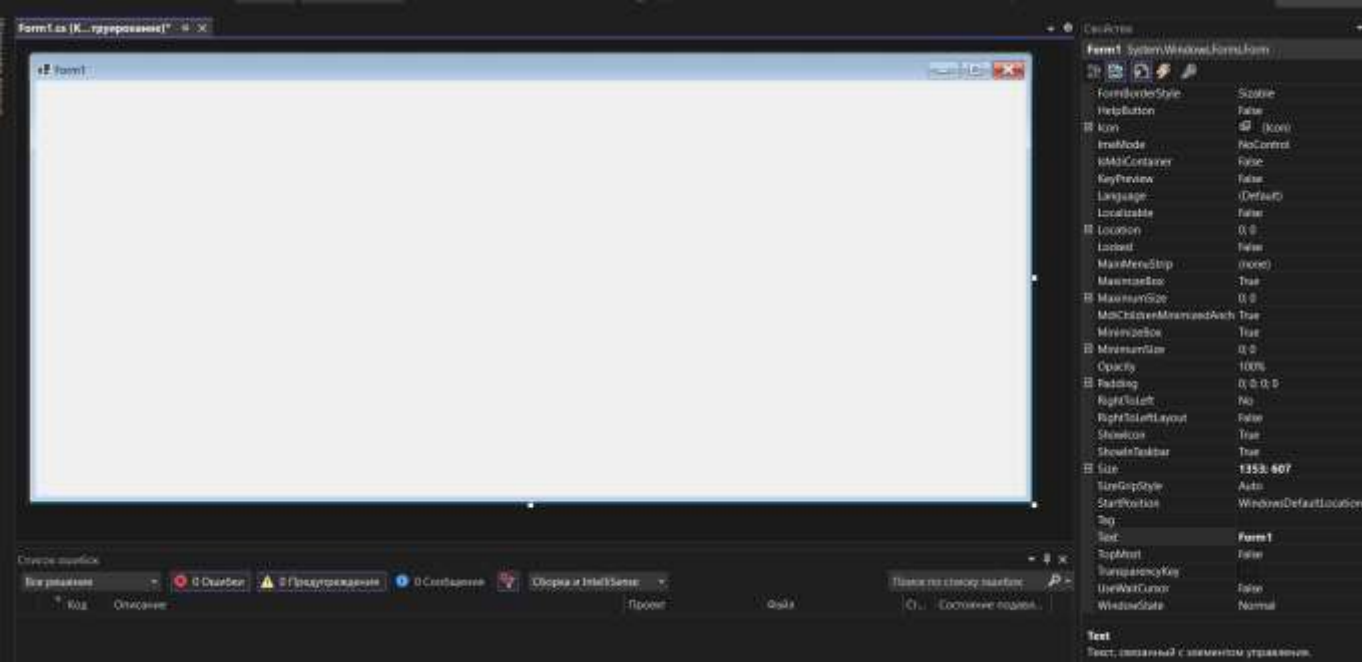 Form1.cs [К...труирование]*
Form1
Свойства
Form1 System.Windows.Forms.Form
FormBorderStyle Sizable
HelpButton False
Icon (Icon)
ImeMode NoControl
IsMdiContainer False
KeyPreview False
Language (Default)
Localizable False
Location 0; 0
Locked False
MainMenuStrip (none)
MaximizeBox True
MaximumSize 0; 0
MdiChildrenMinimizedAnch True
MinimizeBox True
MinimumSize 0; 0
Opacity 100%
Padding 0; 0; 0; 0
RightToLeft No
RightToLeftLayout False
ShowIcon True
ShowInTaskbar True
Size 1353; 607
SizeGripStyle Auto
StartPosition WindowsDefaultLocation
Tag
Text Form1
TopMost False
TransparencyKey
UseWaitCursor False
WindowState Normal
Text
Текст, связанный с элементом управления.
Список ошибок
Все решение 0 Ошибки 0 Предупреждения 0 Сообщения Сборка и IntelliSense Поиск по списку ошибок
Код Описание Проект Файл Ст... Состояние подавл...